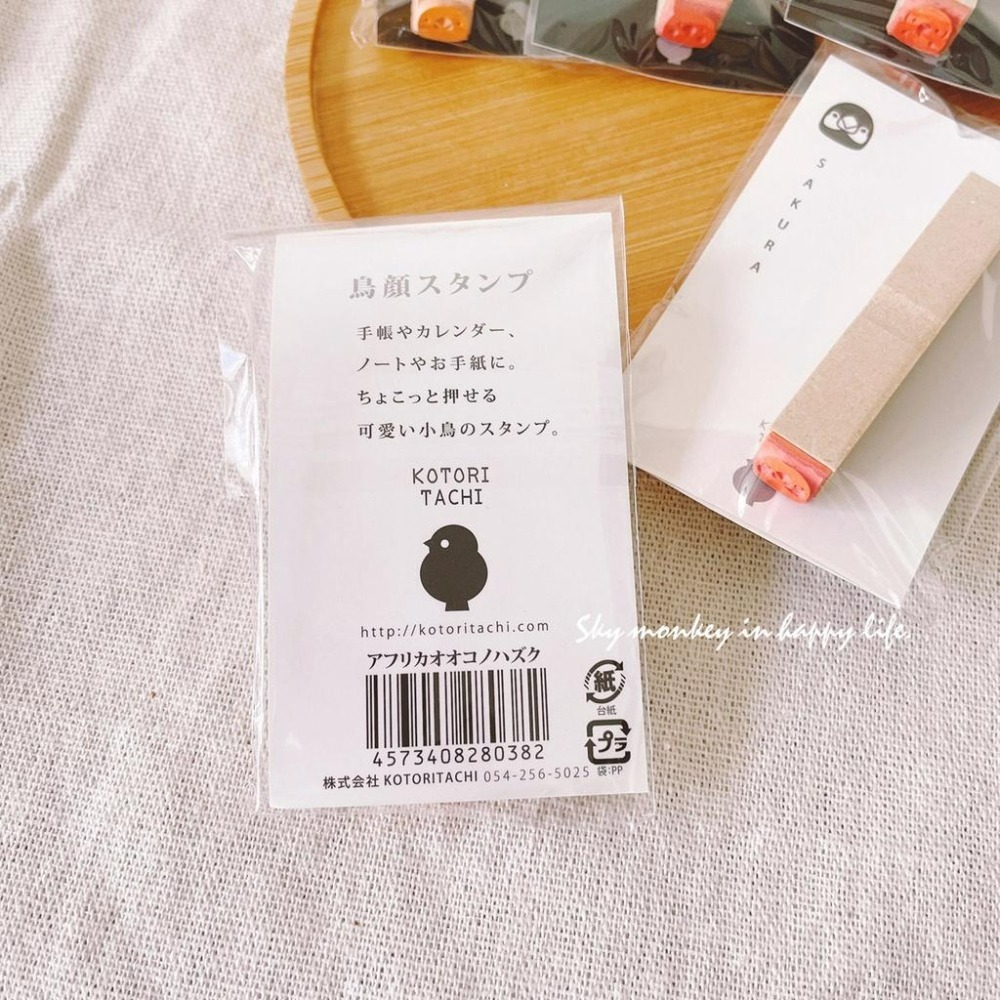 鳥顔スタンプ
手帳やカレンダー、
ノートやお手紙に。
ちょこっと押せる
可愛い小鳥のスタンプ。
KOTORI
TACHI
http://kotoritachi.com
アフリカオオコノハズク
4573408280382
株式会社 KOTORITACHI 054-256-5025
紙
台紙
プラ
袋:PP
SAKURA
Sky monkey in happy life.